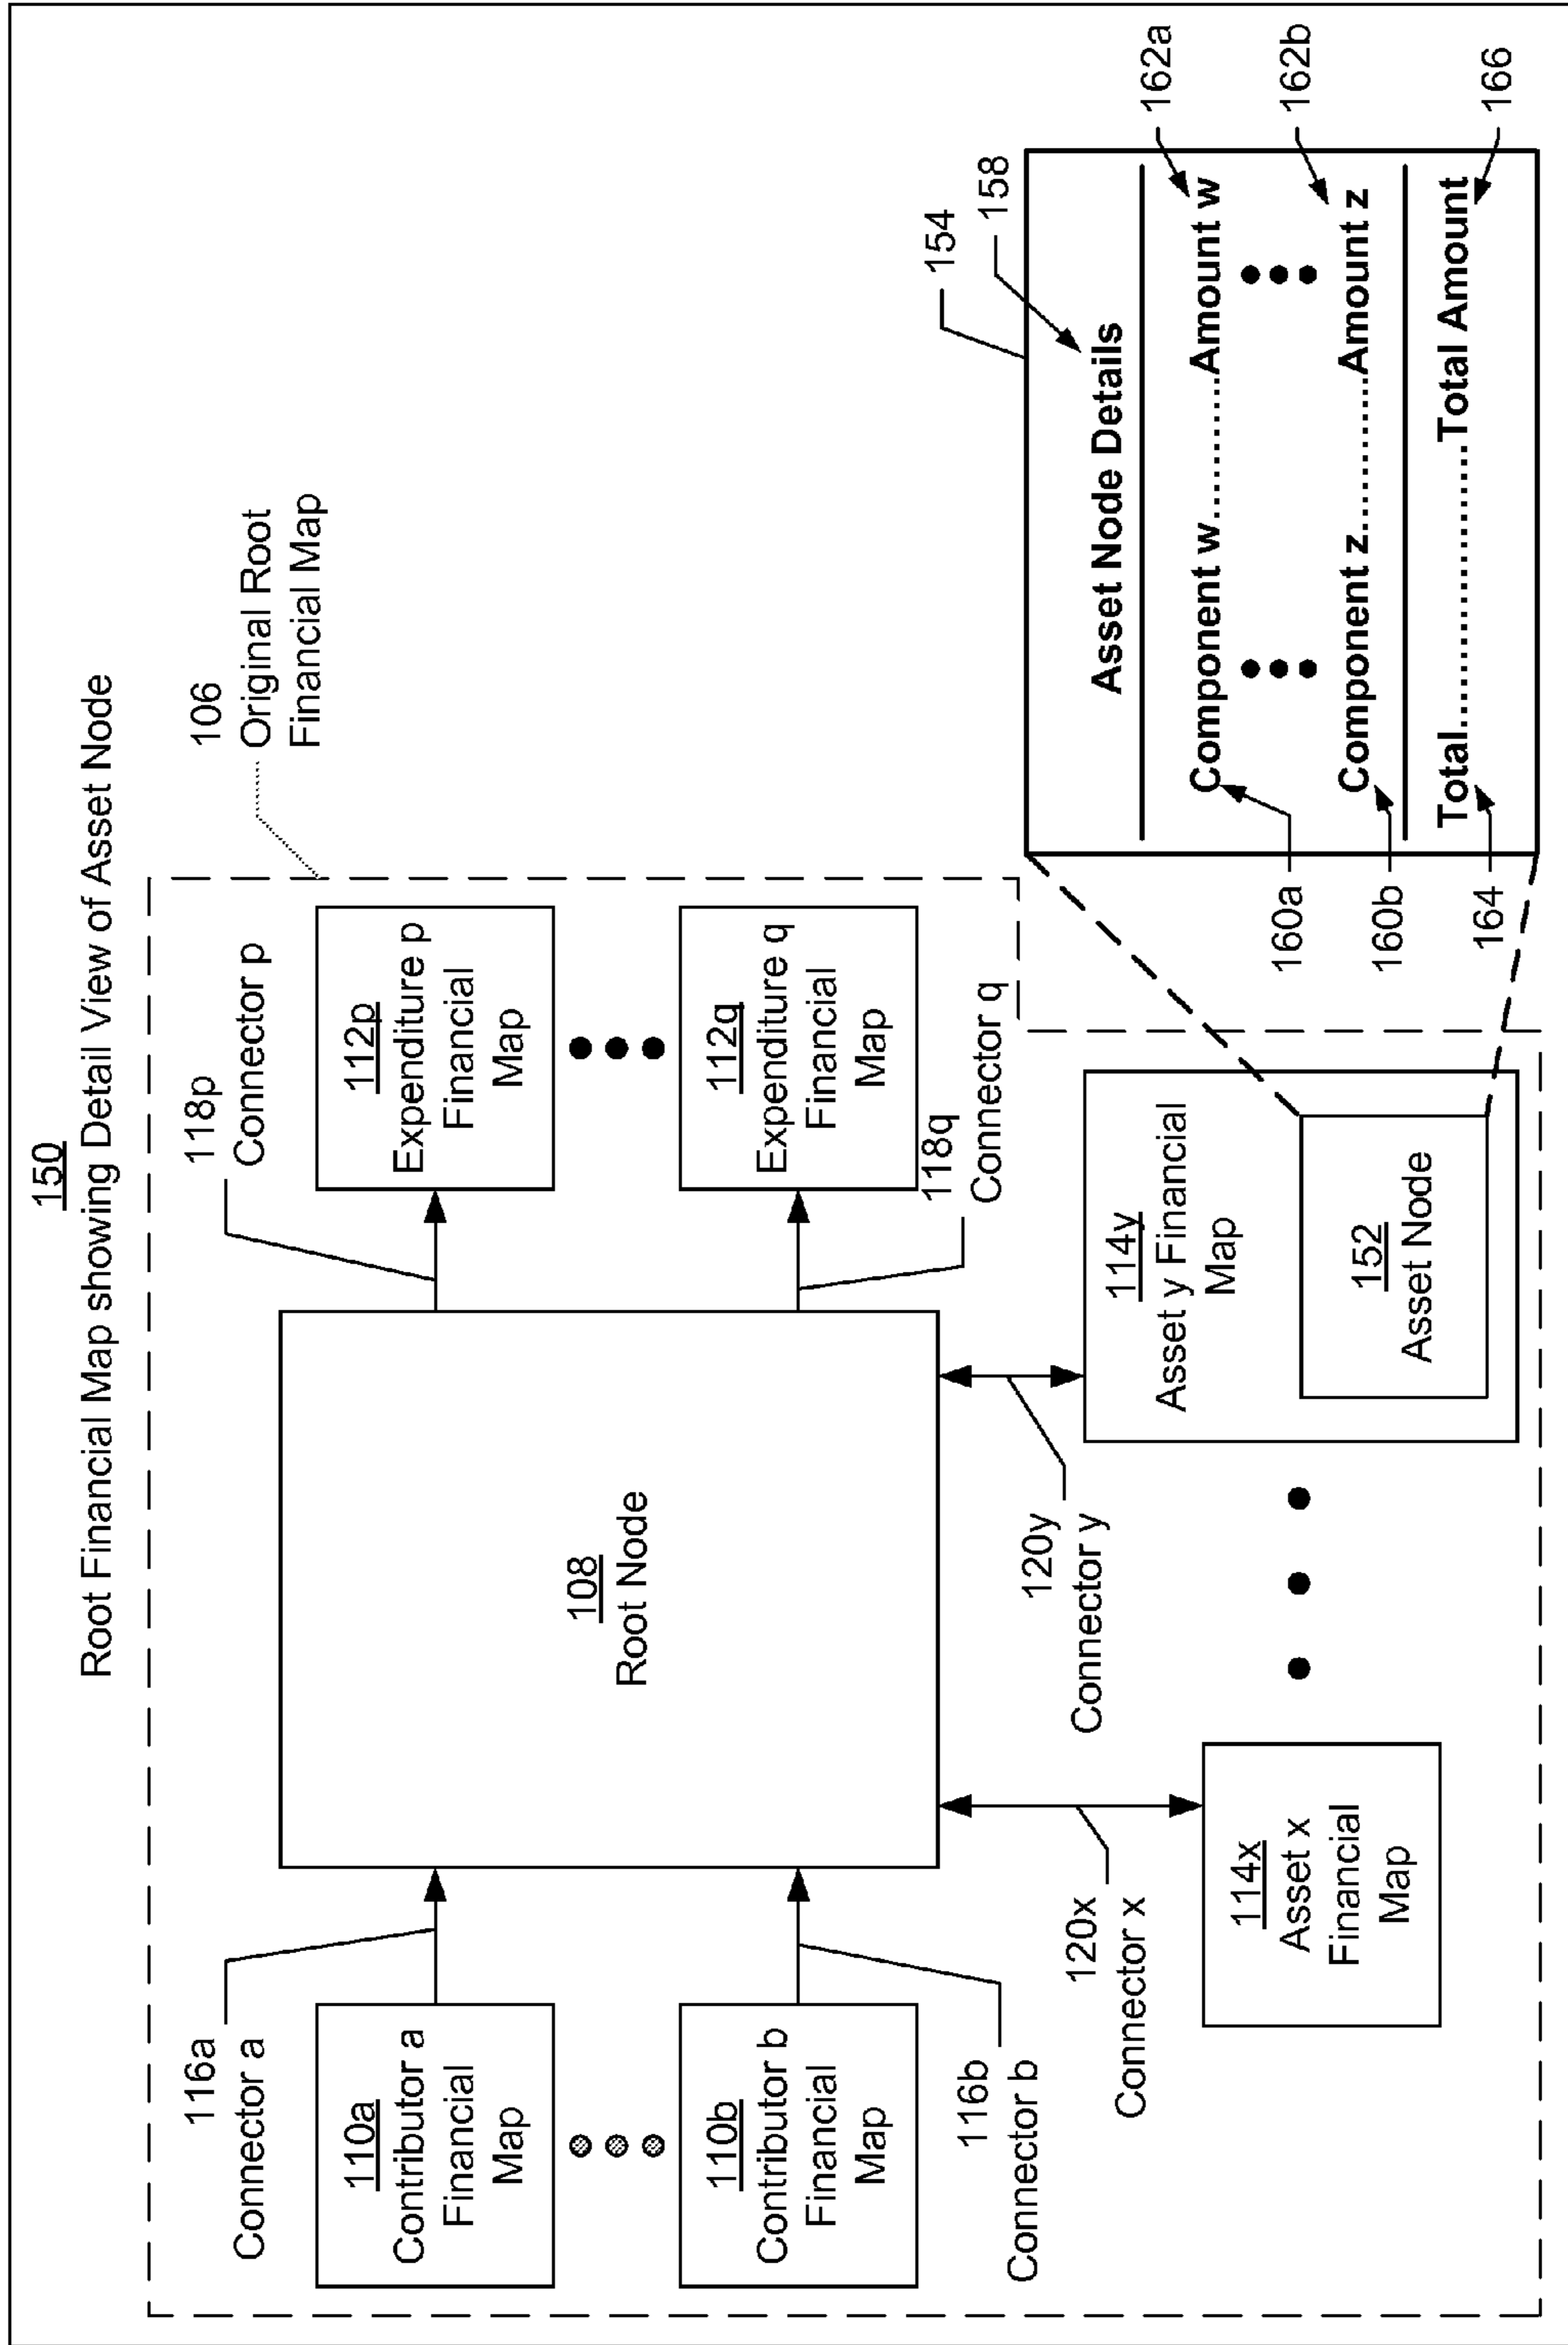 150
Root Financial Map showing Detail View of Asset Node
106
Original Root
Financial Map
116a
Connector a
118p
Connector p
110a
Contributor a
Financial
Map
110b
Contributor b
Financial
Map
116b
Connector b
108
Root Node
112p
Expenditure p
Financial
Map
112q
Expenditure q
Financial
Map
118q
Connector q
120x
Connector x
120y
Connector y
114x
Asset x
Financial
Map
114y
Asset y Financial
Map
152
Asset Node
154
158
Asset Node Details
Component w............Amount w
162a
160a
Component z.............Amount z
162b
160b
Total.........................Total Amount
166
164